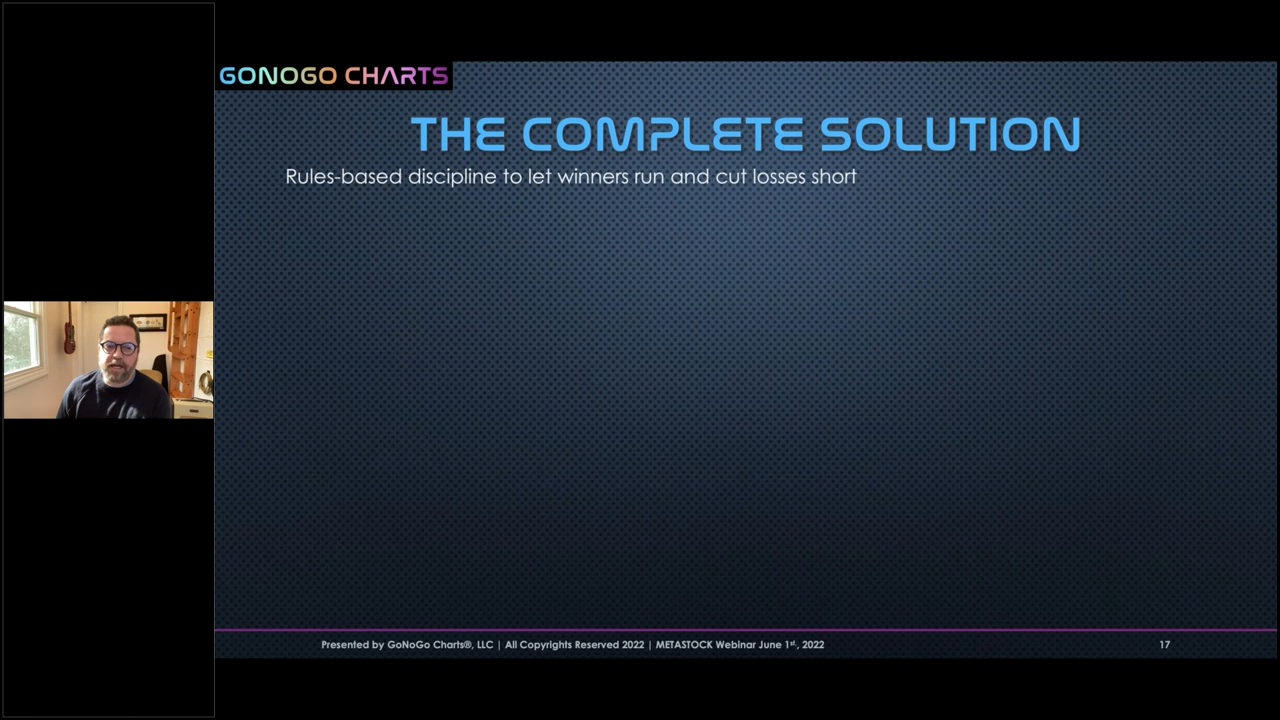 GONOGO CHARTS
THE COMPLETE SOLUTION
Rules-based discipline to let winners run and cut losses short
Presented by GoNoGo Charts®, LLC | All Copyrights Reserved 2022 | METASTOCK Webinar June 1st, 2022
17